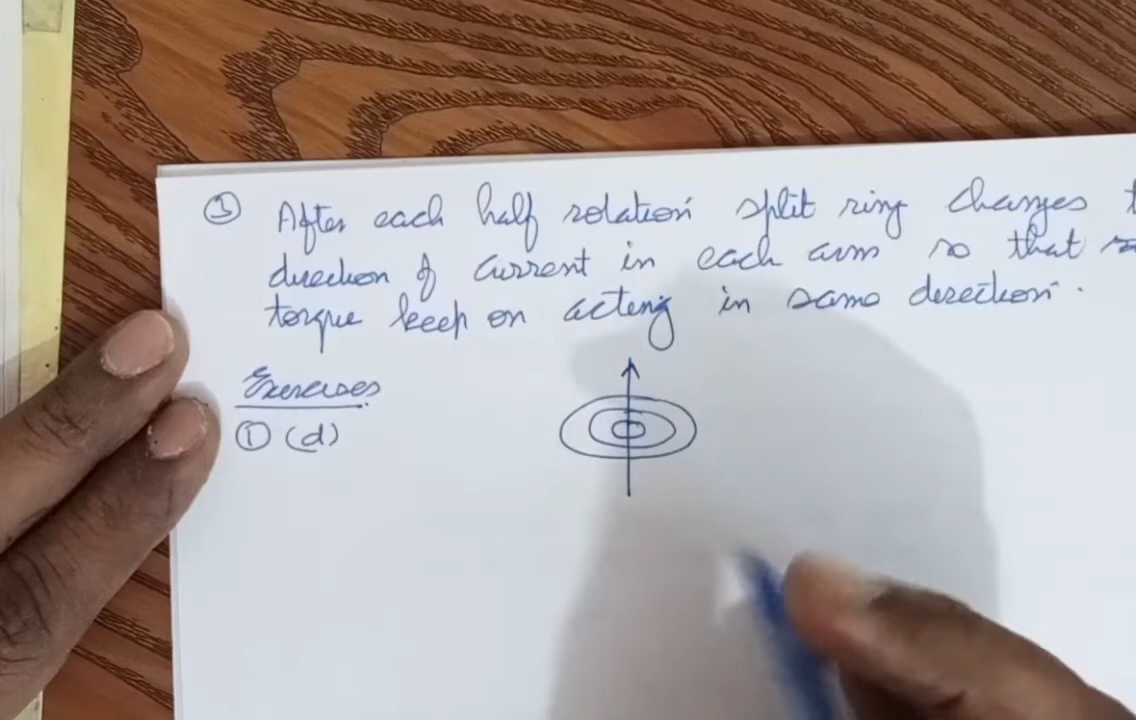 ③ After each half rotation split ring changes
direction of current in each arm so that
torque keep on acting in same direction.
Exercises
① (d)